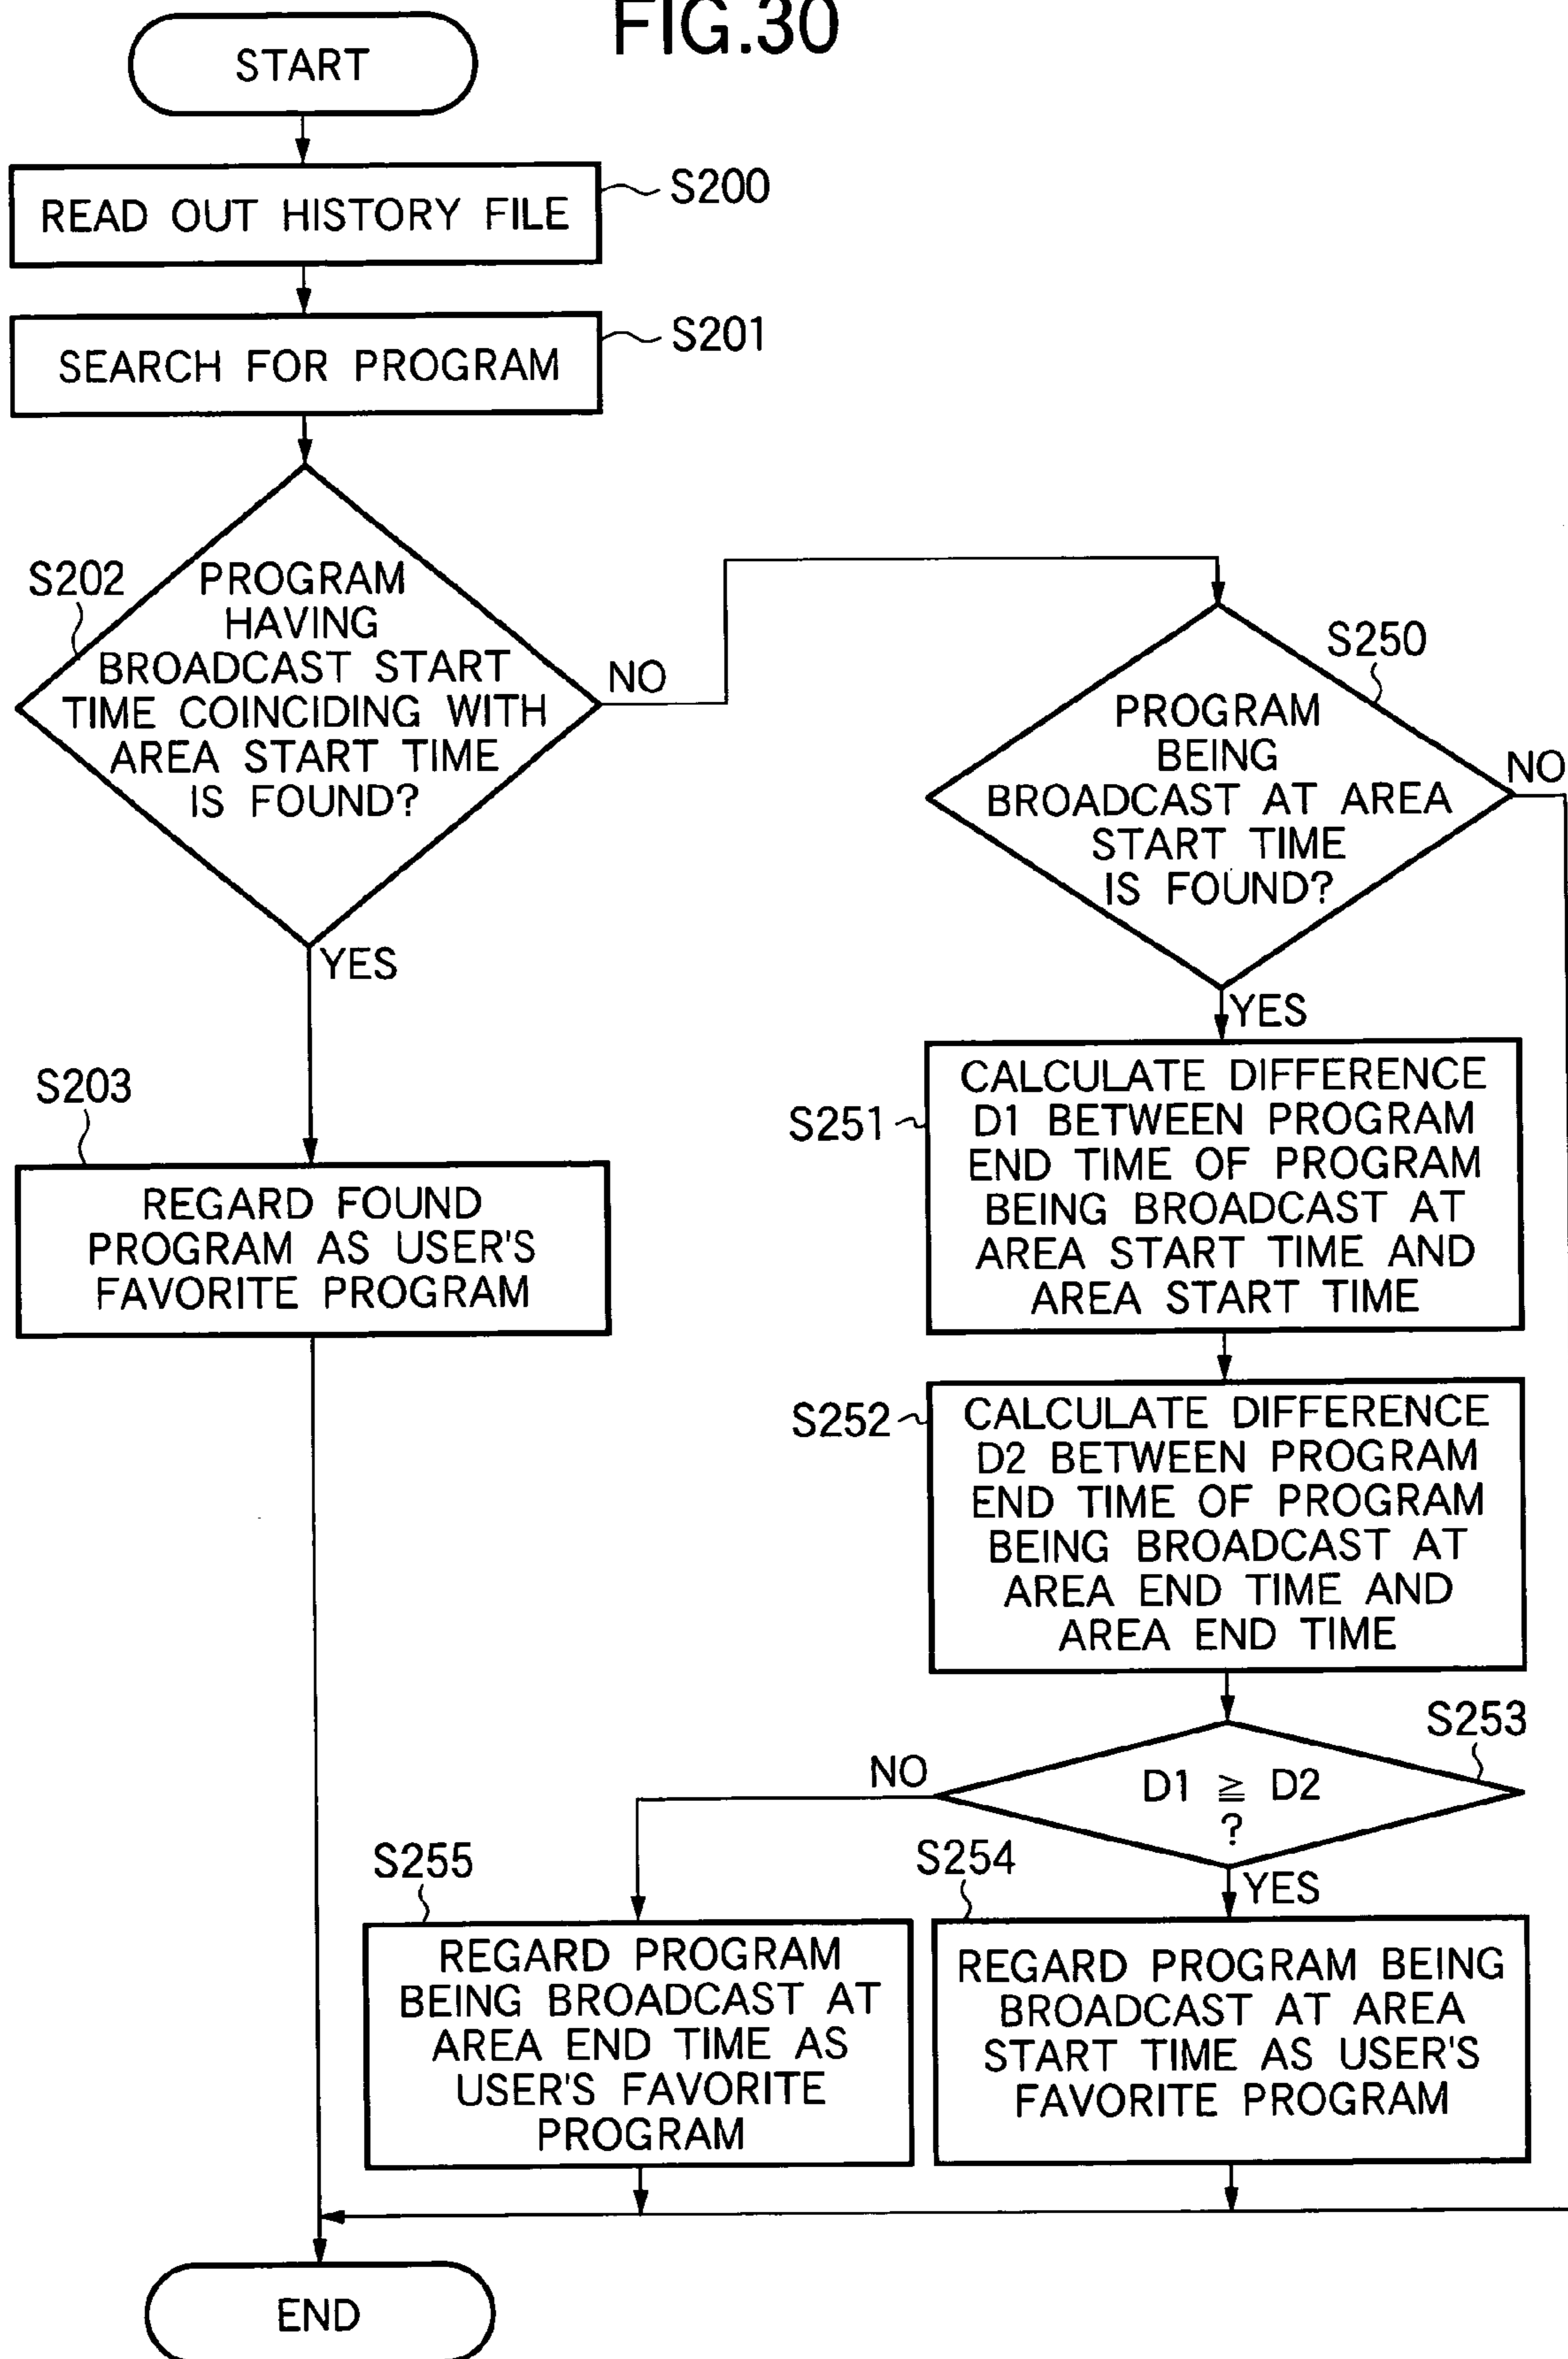 FIG.30
START
READ OUT HISTORY FILE
S200
SEARCH FOR PROGRAM
S201
S202
PROGRAM
HAVING
BROADCAST START
TIME COINCIDING WITH
AREA START TIME
IS FOUND?
NO
YES
S203
REGARD FOUND
PROGRAM AS USER'S
FAVORITE PROGRAM
S250
PROGRAM
BEING
BROADCAST AT AREA
START TIME
IS FOUND?
NO
YES
S251
CALCULATE DIFFERENCE
D1 BETWEEN PROGRAM
END TIME OF PROGRAM
BEING BROADCAST AT
AREA START TIME AND
AREA START TIME
S252
CALCULATE DIFFERENCE
D2 BETWEEN PROGRAM
END TIME OF PROGRAM
BEING BROADCAST AT
AREA END TIME AND
AREA END TIME
S253
D1 ≧ D2
?
NO
YES
S255
REGARD PROGRAM
BEING BROADCAST AT
AREA END TIME AS
USER'S FAVORITE
PROGRAM
S254
REGARD PROGRAM BEING
BROADCAST AT AREA
START TIME AS USER'S
FAVORITE PROGRAM
END